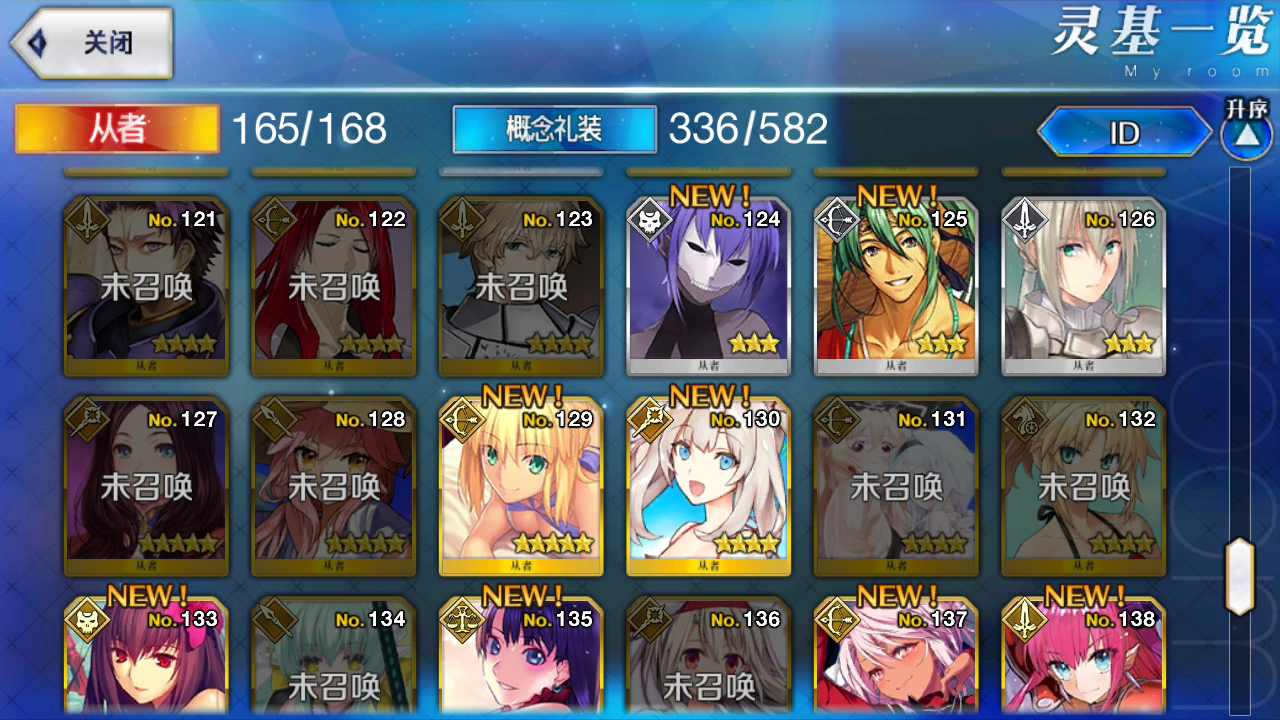 关闭
灵基一览
My room
从者 165/168 概念礼装 336/582 ID 升序
NEW! NEW!
No.121 No.122 No.123 No.124 No.125 No.126
未召唤 未召唤 未召唤
从者 从者 从者 从者 从者 从者
NEW! NEW!
No.127 No.128 No.129 No.130 No.131 No.132
未召唤 未召唤 未召唤 未召唤
从者 从者 从者 从者 从者 从者
NEW! NEW! NEW! NEW!
No.133 No.134 No.135 No.136 No.137 No.138
未召唤 未召唤